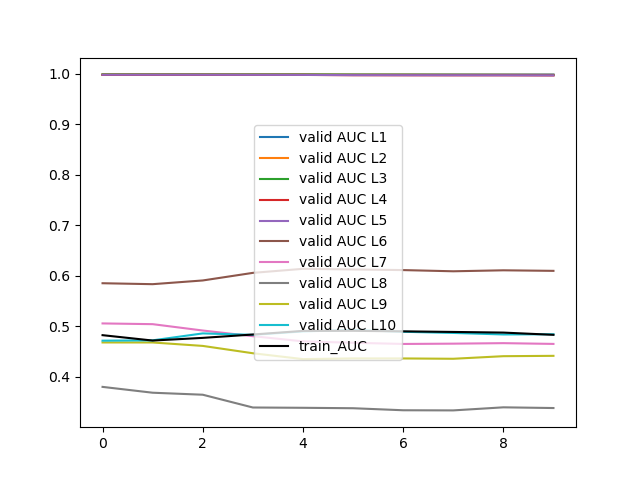 1.0
0.9
0.8
0.7
0.6
0.5
0.4
valid AUC L1
valid AUC L2
valid AUC L3
valid AUC L4
valid AUC L5
valid AUC L6
valid AUC L7
valid AUC L8
valid AUC L9
valid AUC L10
train_AUC
0 2 4 6 8